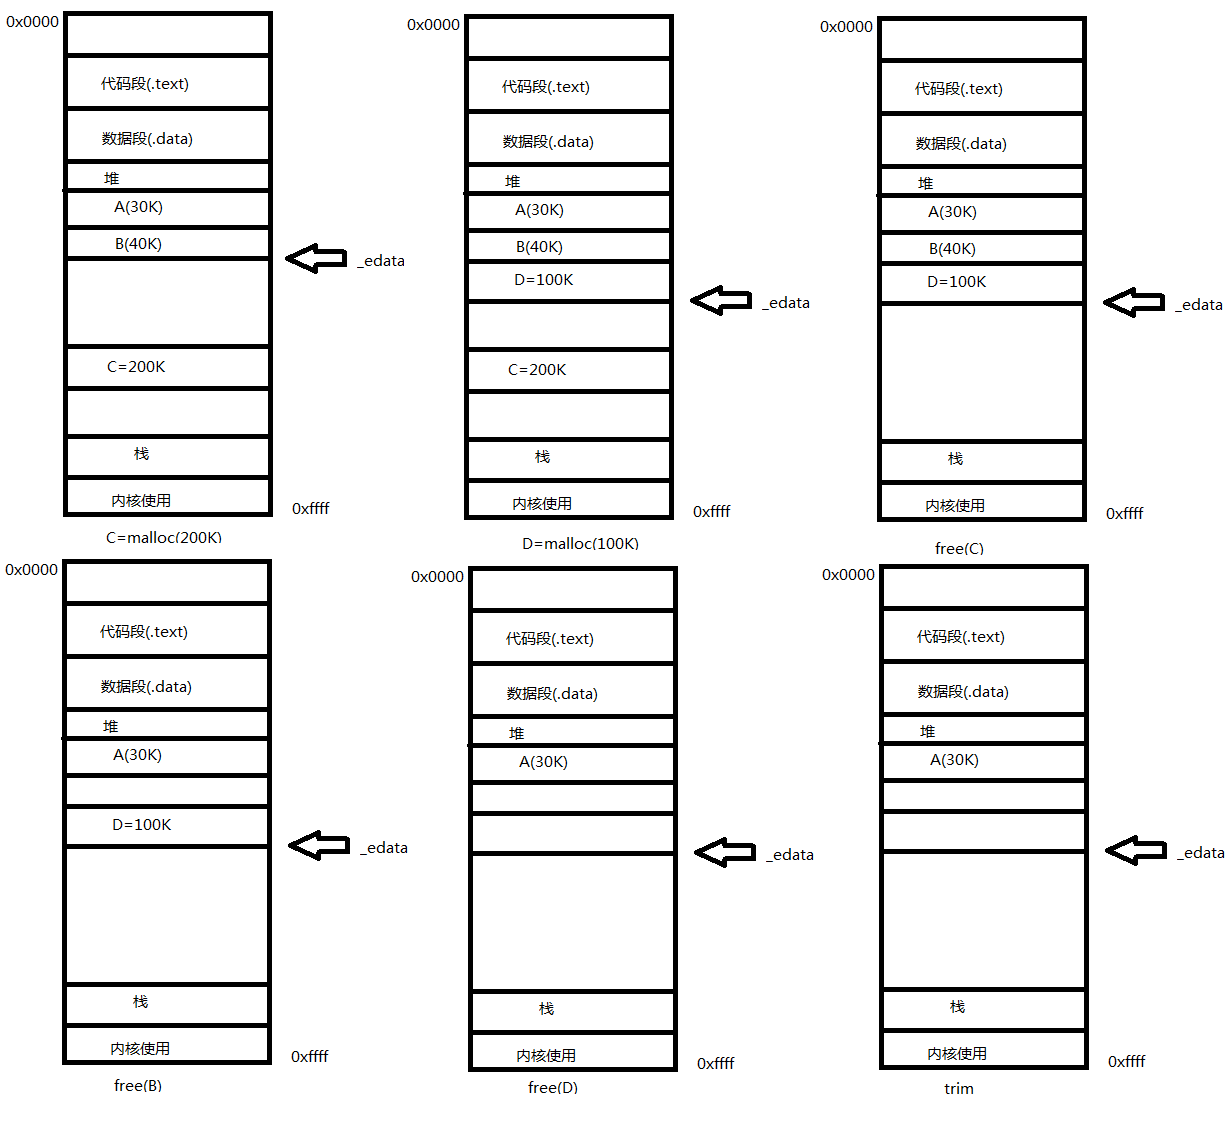 0x0000
代码段(.text)
数据段(.data)
堆
A(30K)
B(40K)
_edata
C=200K
栈
内核使用
0xffff
C=malloc(200K)
0x0000
代码段(.text)
数据段(.data)
堆
A(30K)
B(40K)
D=100K
_edata
C=200K
栈
内核使用
0xffff
D=malloc(100K)
0x0000
代码段(.text)
数据段(.data)
堆
A(30K)
B(40K)
D=100K
_edata
栈
内核使用
0xffff
free(C)
0x0000
代码段(.text)
数据段(.data)
堆
A(30K)
D=100K
_edata
栈
内核使用
0xffff
free(B)
0x0000
代码段(.text)
数据段(.data)
堆
A(30K)
_edata
栈
内核使用
0xffff
free(D)
0x0000
代码段(.text)
数据段(.data)
堆
A(30K)
_edata
栈
内核使用
0xffff
trim